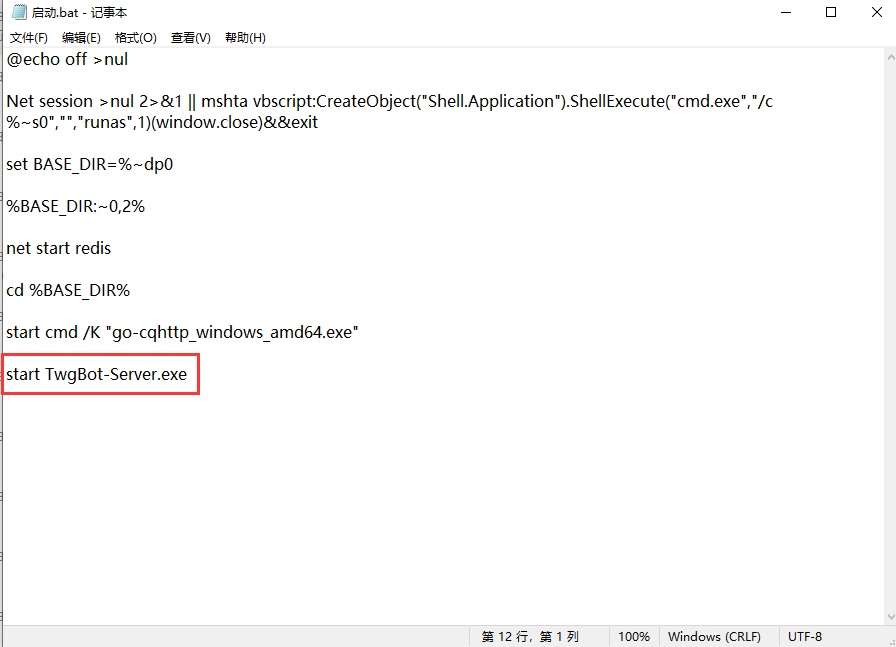 启动.bat - 记事本
文件(F) 编辑(E) 格式(O) 查看(V) 帮助(H)
@echo off >nul
Net session >nul 2>&1 || mshta vbscript:CreateObject("Shell.Application").ShellExecute("cmd.exe","/c
%~s0","","runas",1)(window.close)&&exit
set BASE_DIR=%~dp0
%BASE_DIR:~0,2%
net start redis
cd %BASE_DIR%
start cmd /K "go-cqhttp_windows_amd64.exe"
start TwgBot-Server.exe
第 12 行，第 1 列 100% Windows (CRLF) UTF-8